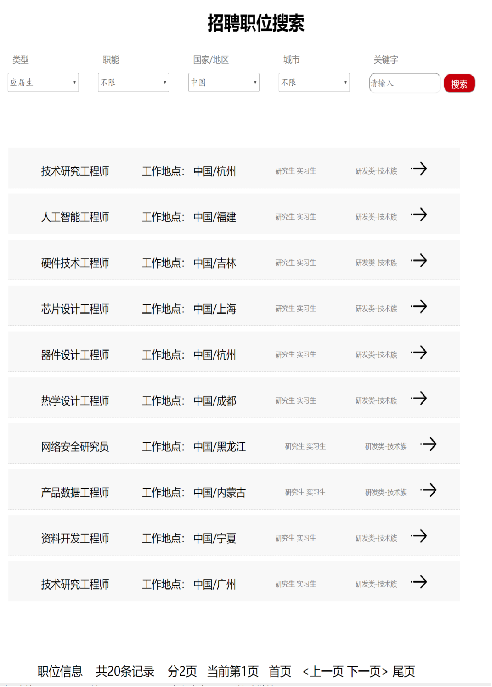 招聘职位搜索
类型 职能 国家/地区 城市 关键字
应届生 不限 中国 不限 请输入 搜索
技术研究工程师 工作地点： 中国/杭州 研究生 实习生 研发类-技术族
人工智能工程师 工作地点： 中国/福建 研究生 实习生 研发类-技术族
硬件技术工程师 工作地点： 中国/吉林 研究生 实习生 研发类-技术族
芯片设计工程师 工作地点： 中国/上海 研究生 实习生 研发类-技术族
器件设计工程师 工作地点： 中国/杭州 研究生 实习生 研发类-技术族
热学设计工程师 工作地点： 中国/成都 研究生 实习生 研发类-技术族
网络安全研究员 工作地点： 中国/黑龙江 研究生 实习生 研发类-技术族
产品数据工程师 工作地点： 中国/内蒙古 研究生 实习生 研发类-技术族
资料开发工程师 工作地点： 中国/宁夏 研究生 实习生 研发类-技术族
技术研究工程师 工作地点： 中国/广州 研究生 实习生 研发类-技术族
职位信息 共20条记录 分2页 当前第1页 首页 <上一页 下一页> 尾页